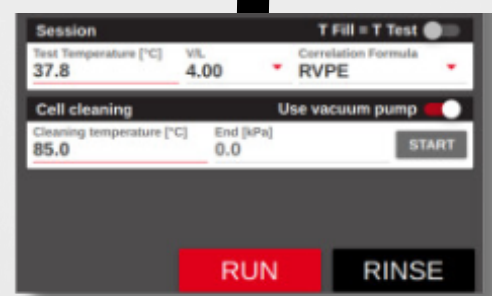 Session T Fill = T Test
Test Temperature [°C] V/L Correlation Formula
37.8 4.00 RVPE
Cell cleaning Use vacuum pump
Cleaning temperature [°C] End [kPa]
85.0 0.0 START
RUN RINSE